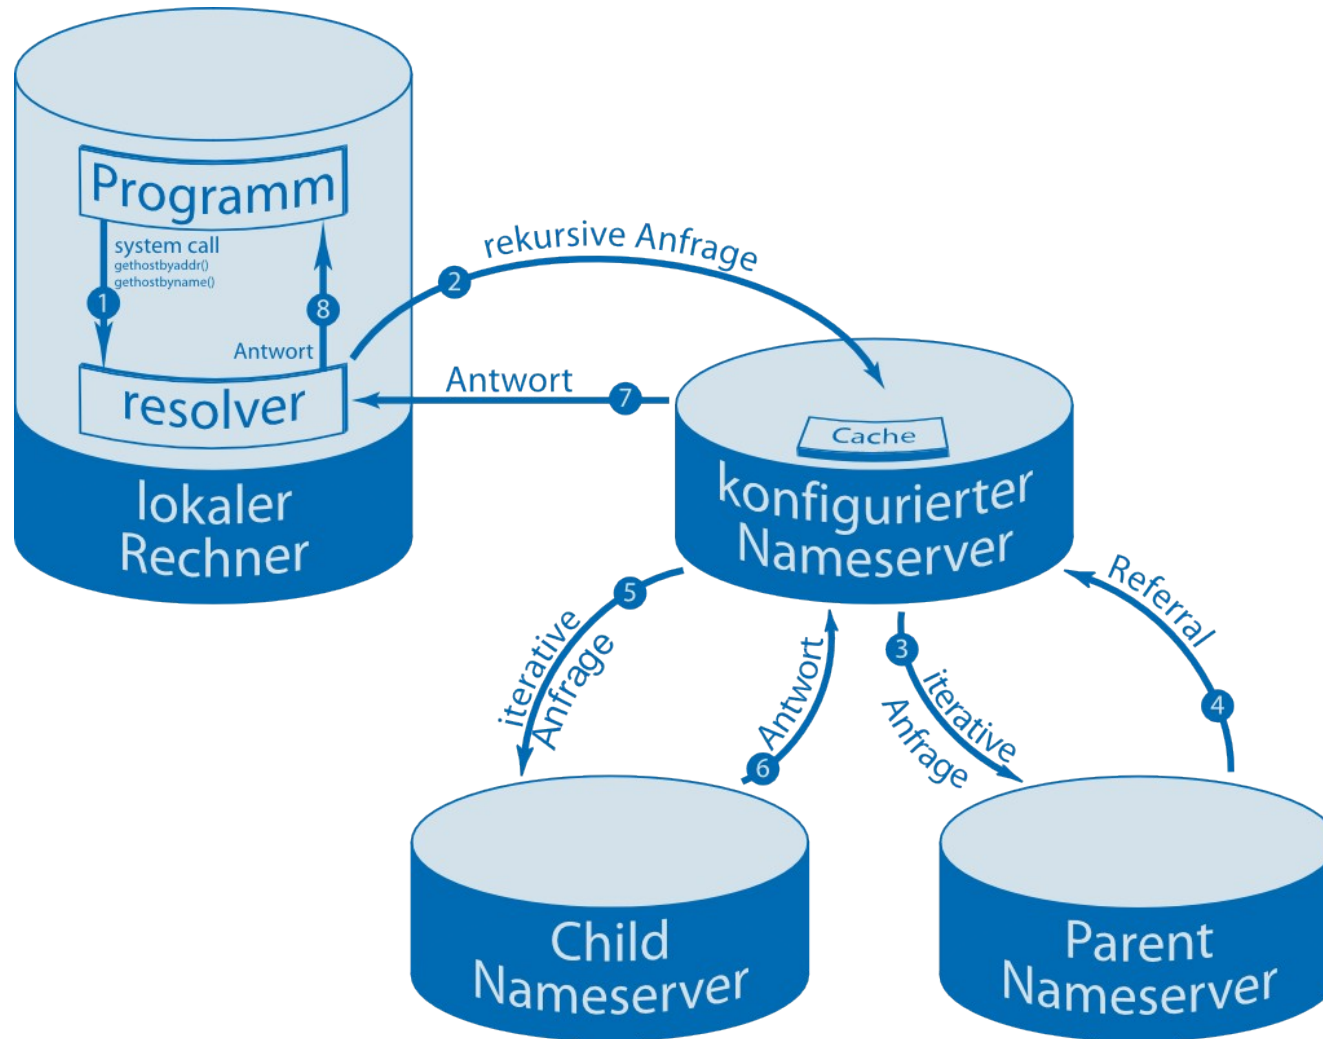 Programm
system call
gethostbyaddr()
gethostbyname()
1
8
Antwort
resolver
lokaler
Rechner
rekursive Anfrage
2
Antwort
7
Cache
konfigurierter
Nameserver
5
iterative
Anfrage
Antwort
6
3
iterative
Anfrage
Referral
4
Child
Nameserver
Parent
Nameserver